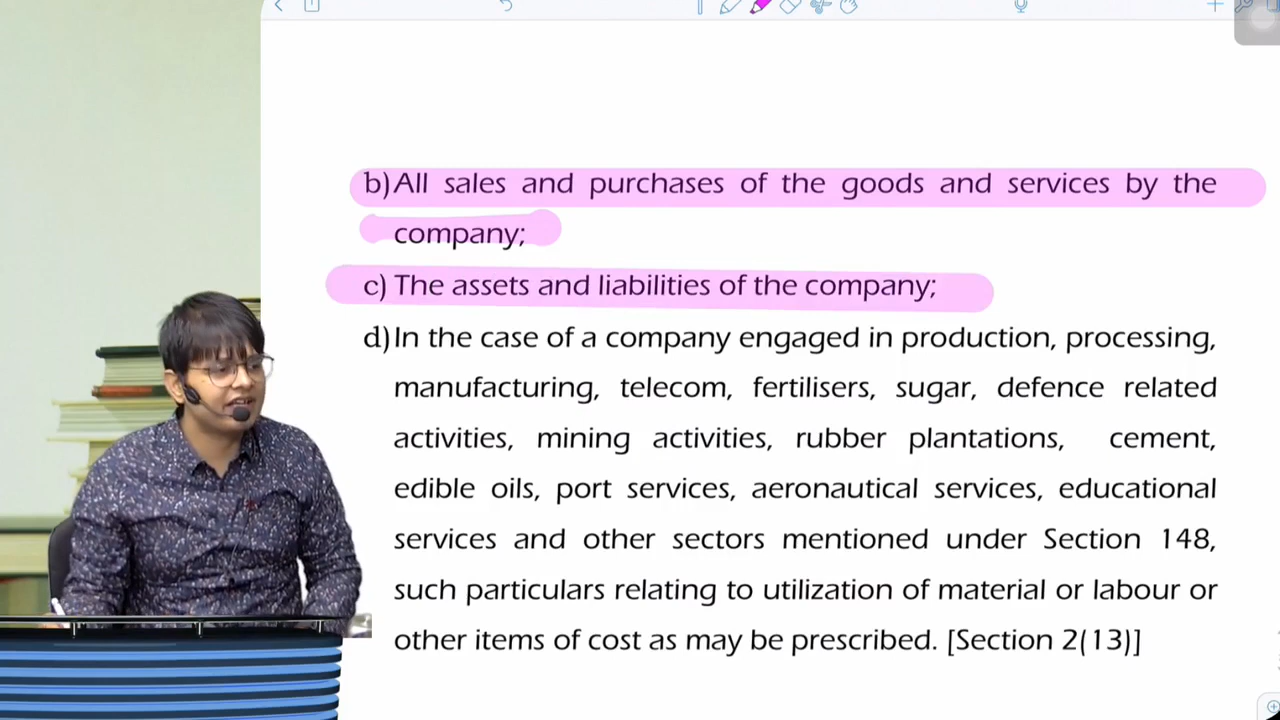 b) All sales and purchases of the goods and services by the
company;
c) The assets and liabilities of the company;
d) In the case of a company engaged in production, processing,
manufacturing, telecom, fertilisers, sugar, defence related
activities, mining activities, rubber plantations, cement,
edible oils, port services, aeronautical services, educational
services and other sectors mentioned under Section 148,
such particulars relating to utilization of material or labour or
other items of cost as may be prescribed. [Section 2(13)]